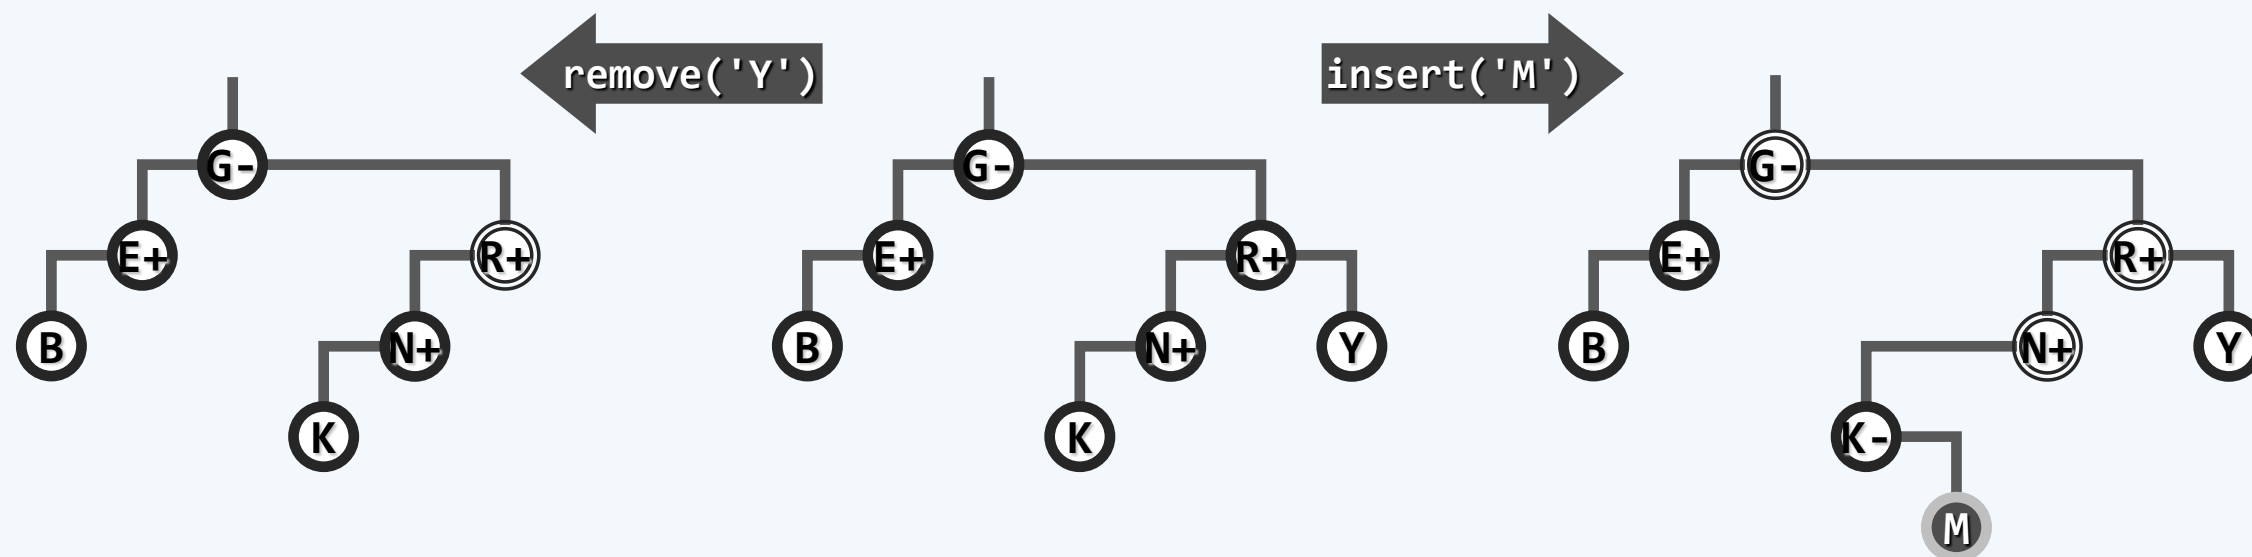 remove('Y')
insert('M')
G-
G-
G-
E+
R+
E+
R+
E+
R+
B
N+
B
N+
Y
B
N+
Y
K
K
K-
M